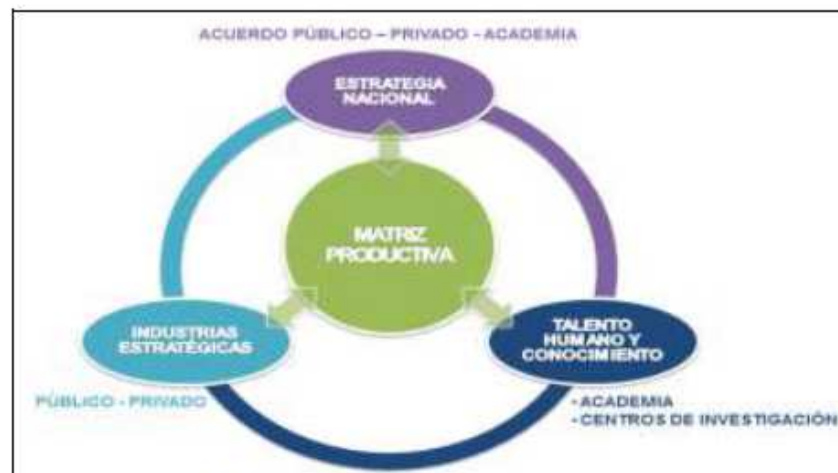 ACUERDO PÚBLICO – PRIVADO - ACADEMIA
ESTRATEGIA
NACIONAL
MATRIZ
PRODUCTIVA
INDUSTRIAS
ESTRATÉGICAS
TALENTO
HUMANO Y
CONOCIMIENTO
PÚBLICO - PRIVADO
- ACADEMIA
- CENTROS DE INVESTIGACIÓN